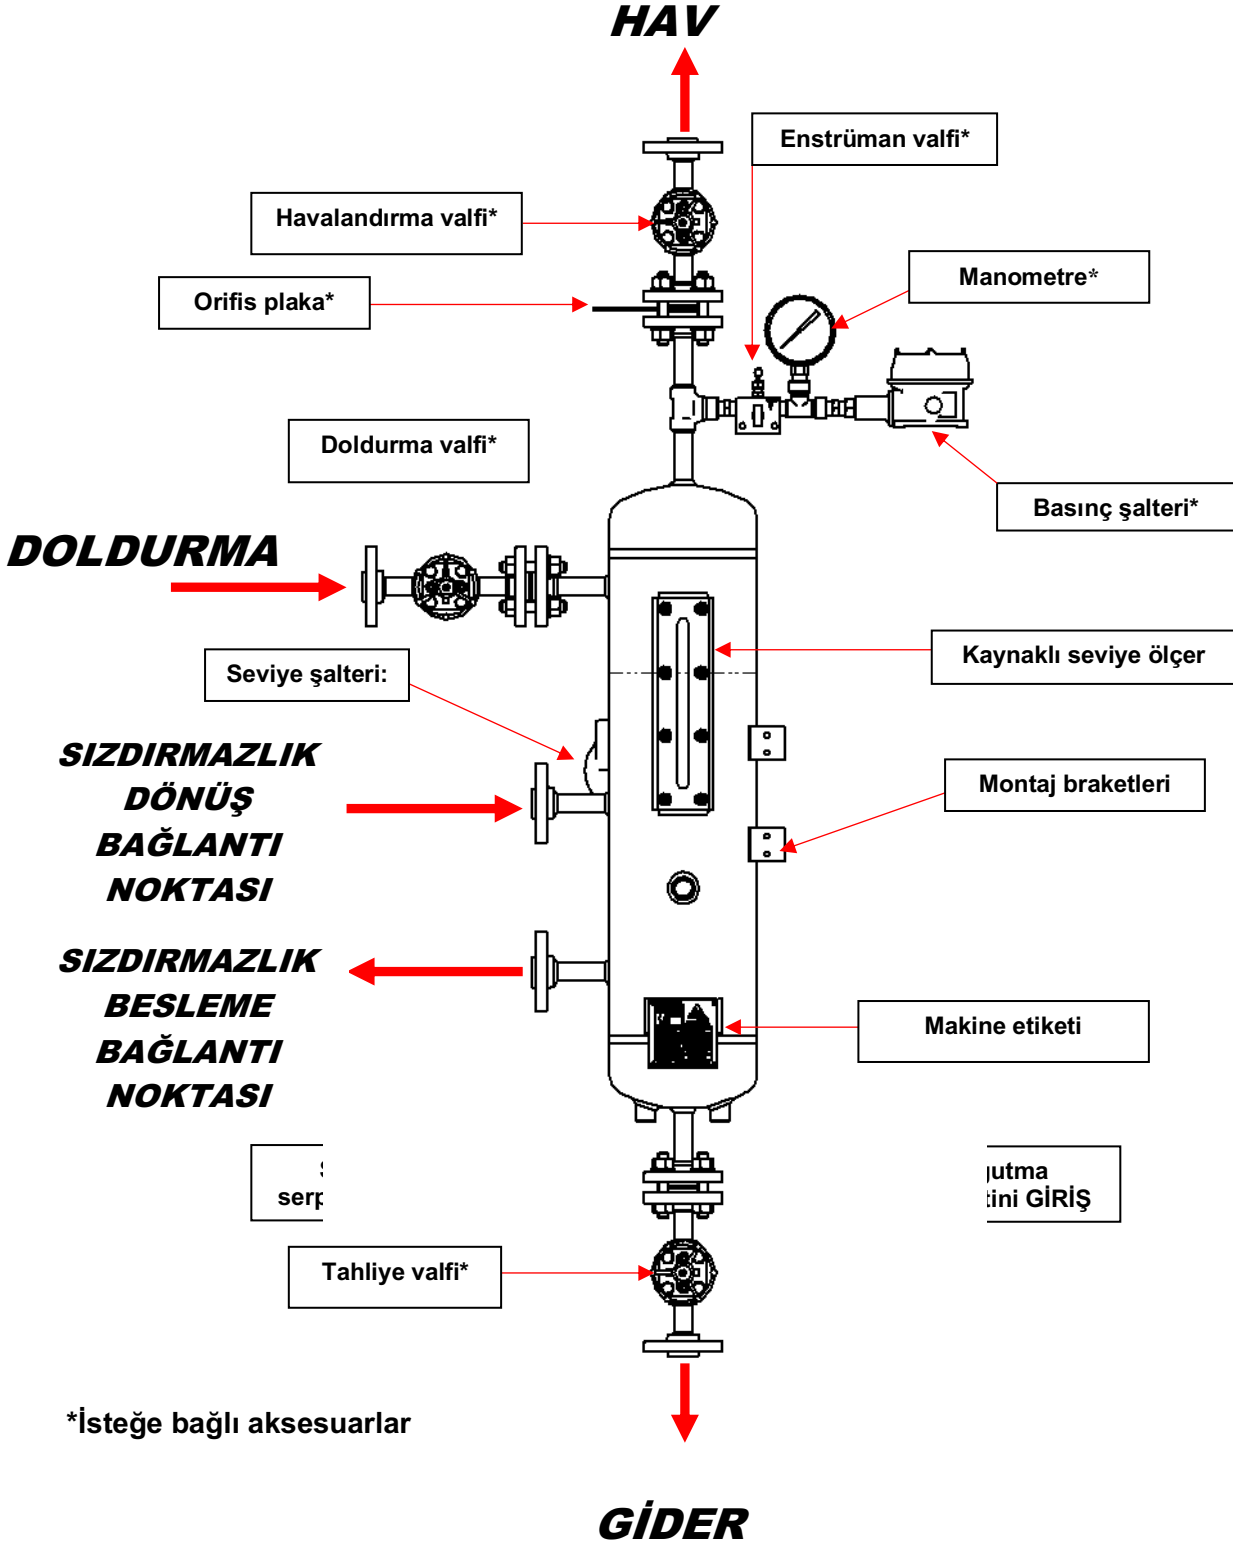 HAV
Enstrüman valfi*
Havalandırma valfi*
Manometre*
Orifis plaka*
Doldurma valfi*
Basınç şalteri*
DOLDURMA
Kaynaklı seviye ölçer
Seviye şalteri:
SIZDIRMAZLIK
DÖNÜŞ
BAĞLANTI
NOKTASI
Montaj braketleri
SIZDIRMAZLIK
BESLEME
BAĞLANTI
NOKTASI
Makine etiketi
serp
gutma
tini GİRİŞ
Tahliye valfi*
*İsteğe bağlı aksesuarlar
GİDER